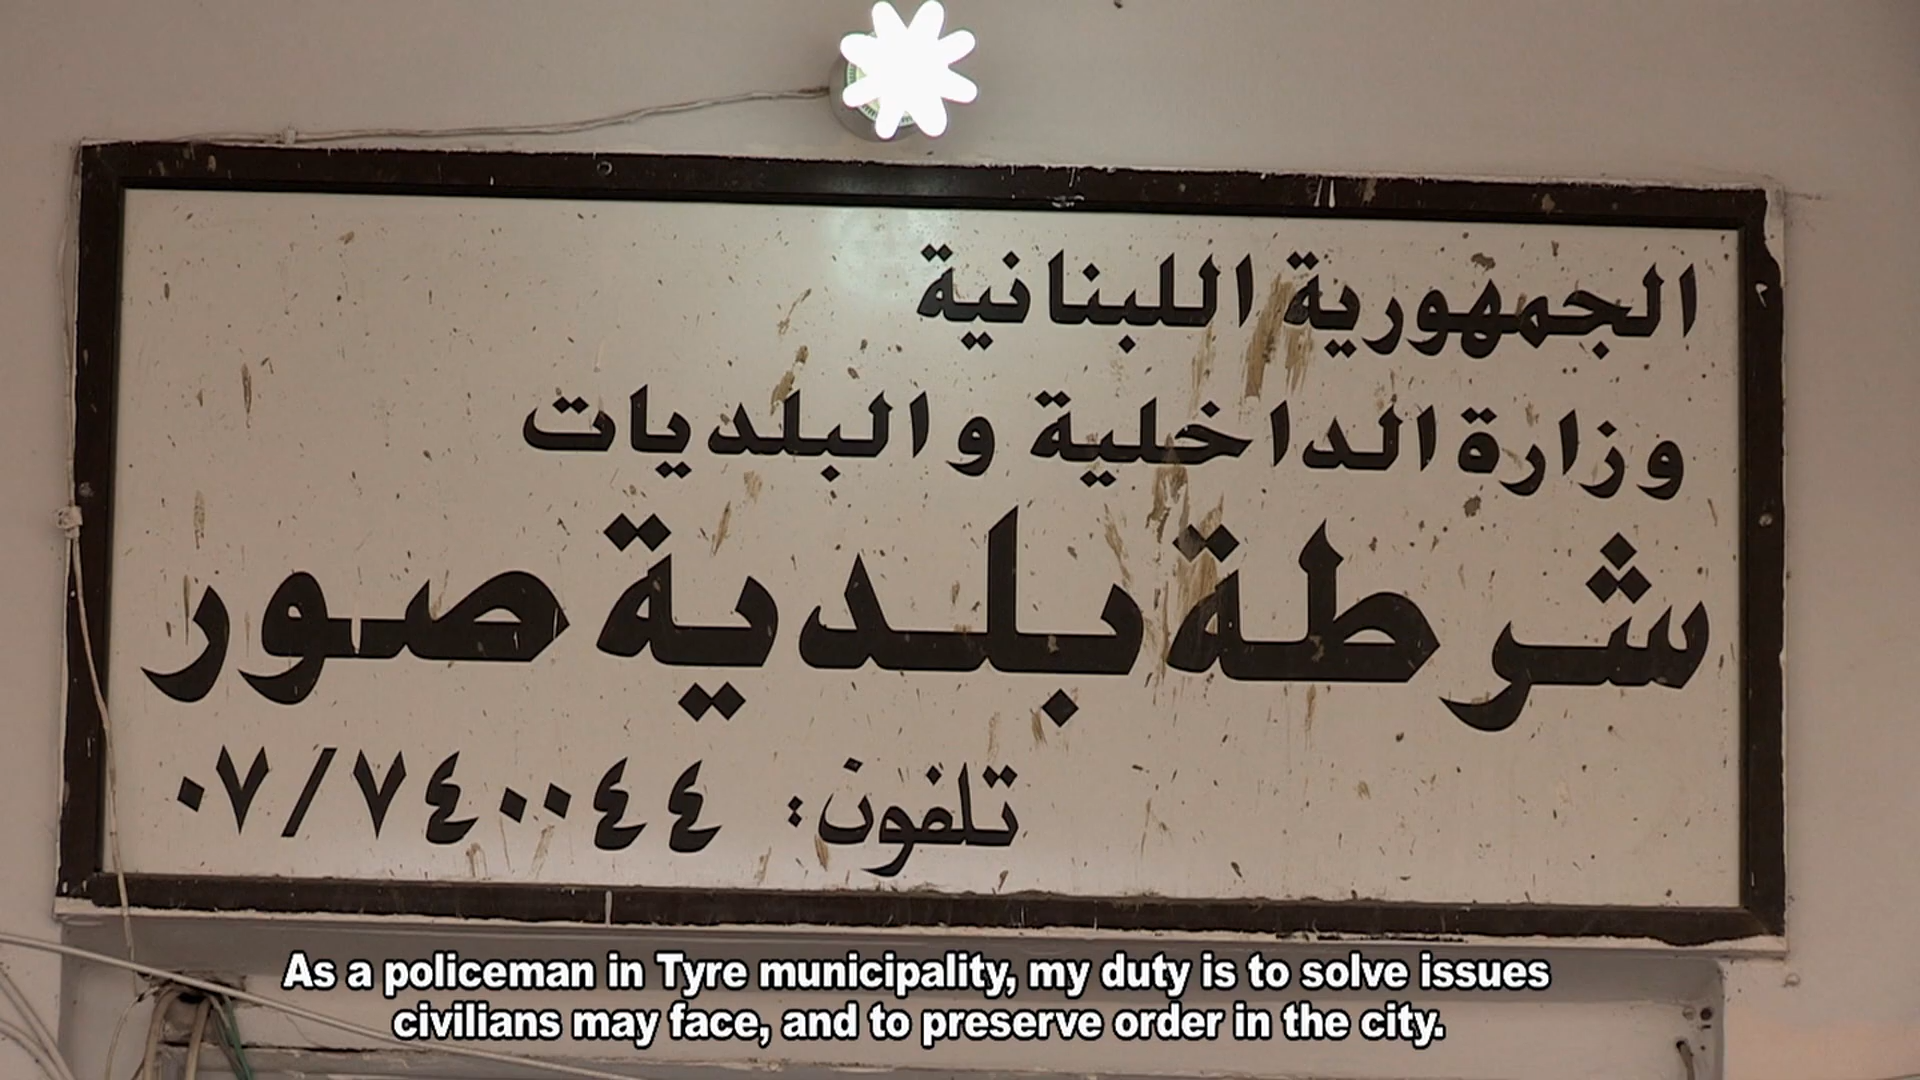 الجمهورية اللبنانية
وزارة الداخلية والبلديات
شرطة بلدية صور
تلفون: ٠٧/٧٤٠٠٤٤
As a policeman in Tyre municipality, my duty is to solve issues
civilians may face, and to preserve order in the city.